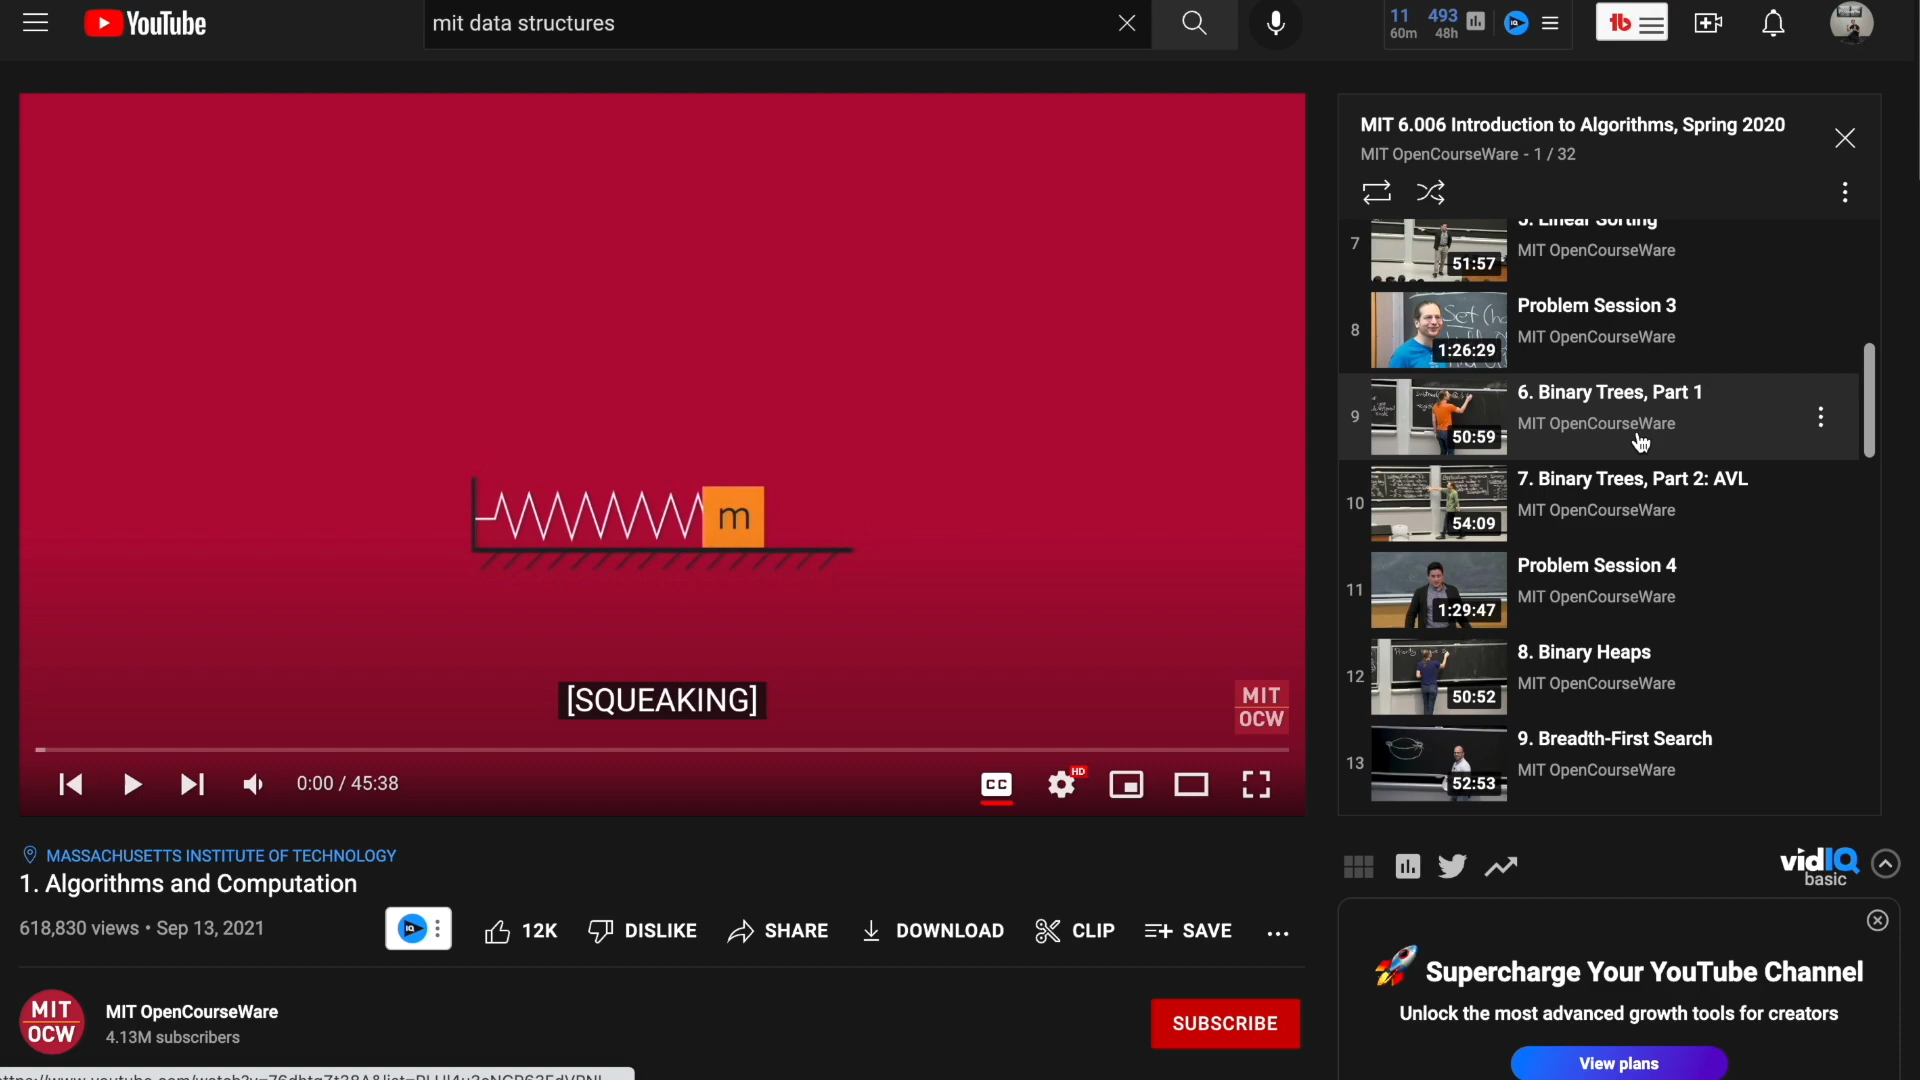 YouTube
mit data structures
11 493
60m 48h
MIT 6.006 Introduction to Algorithms, Spring 2020
MIT OpenCourseWare - 1 / 32
7
5. Linear Sorting
MIT OpenCourseWare
51:57
8
Problem Session 3
MIT OpenCourseWare
1:26:29
9
6. Binary Trees, Part 1
MIT OpenCourseWare
50:59
10
7. Binary Trees, Part 2: AVL
MIT OpenCourseWare
54:09
11
Problem Session 4
MIT OpenCourseWare
1:29:47
12
8. Binary Heaps
MIT OpenCourseWare
50:52
13
9. Breadth-First Search
MIT OpenCourseWare
52:53
m
[SQUEAKING]
MIT
OCW
0:00 / 45:38
CC
HD
MASSACHUSETTS INSTITUTE OF TECHNOLOGY
1. Algorithms and Computation
618,830 views • Sep 13, 2021
IQ
12K DISLIKE SHARE DOWNLOAD CLIP SAVE
MIT
OCW
MIT OpenCourseWare
4.13M subscribers
SUBSCRIBE
vidIQ
basic
Supercharge Your YouTube Channel
Unlock the most advanced growth tools for creators
View plans